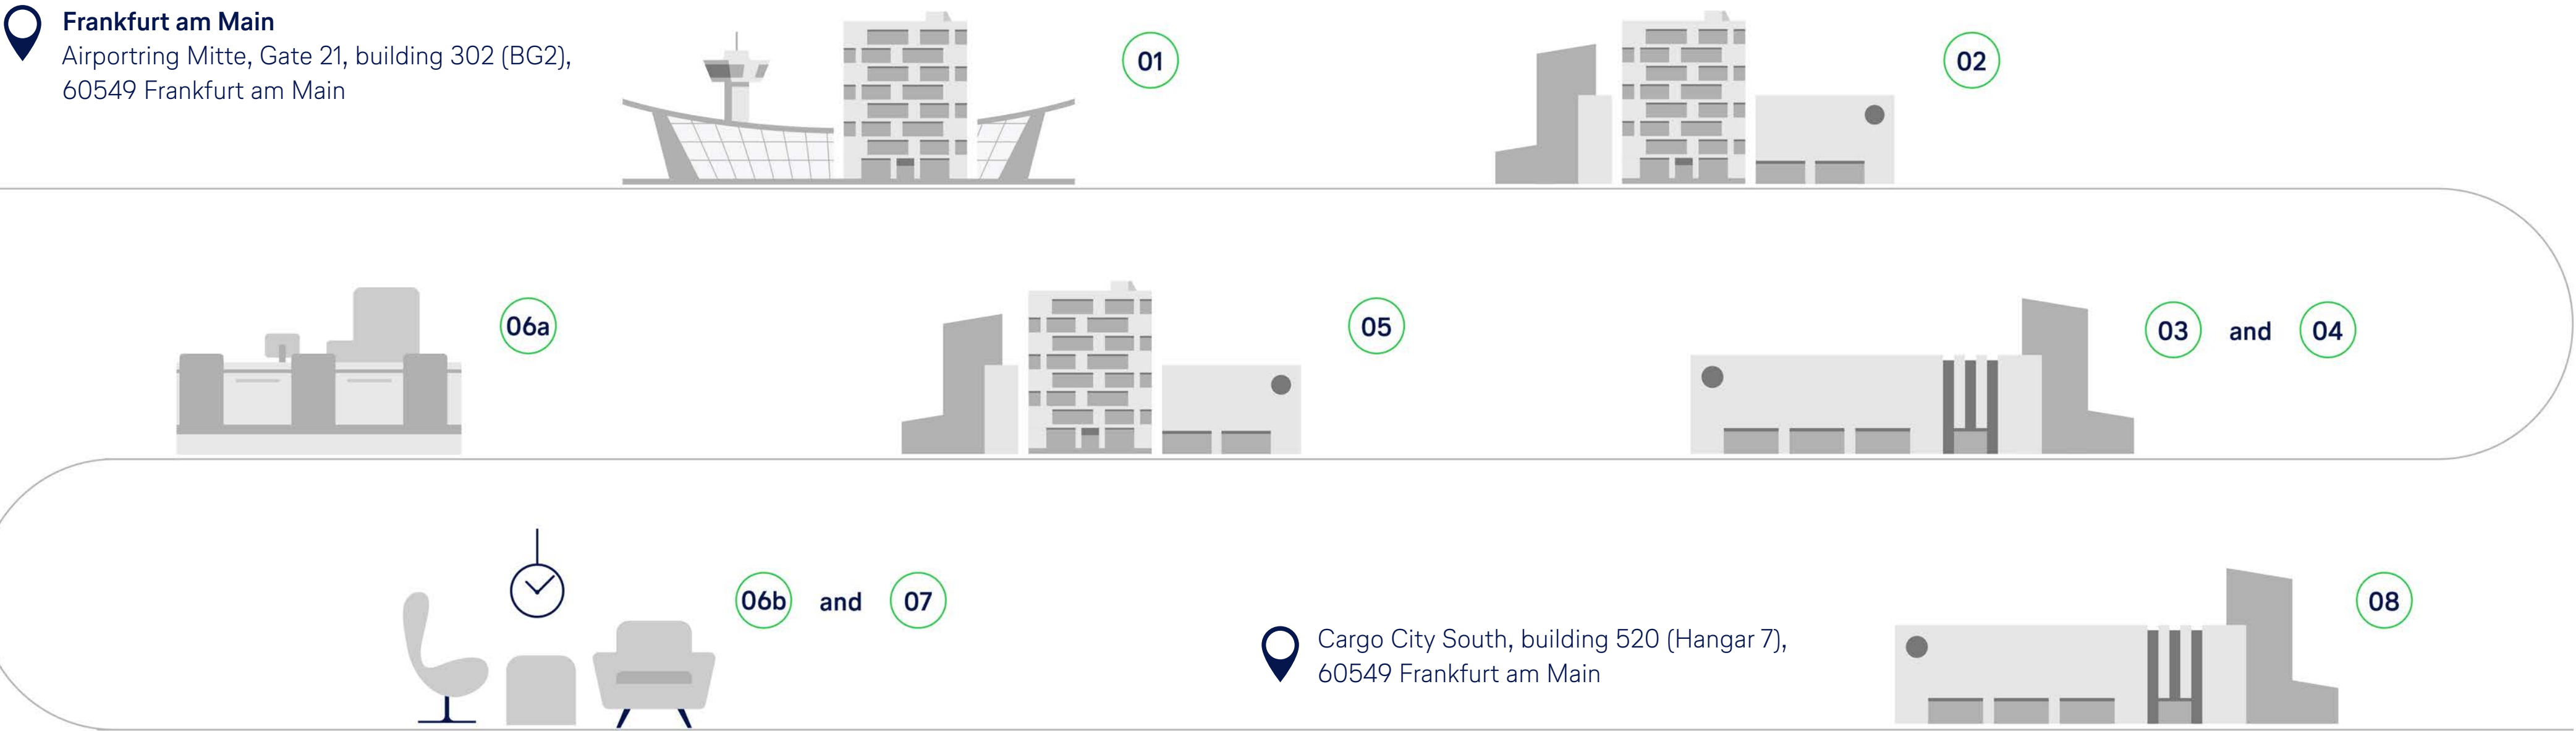 Frankfurt am Main
Airportring Mitte, Gate 21, building 302 (BG2),
60549 Frankfurt am Main
01
02
03 and 04
05
06a
06b and 07
Cargo City South, building 520 (Hangar 7),
60549 Frankfurt am Main
08